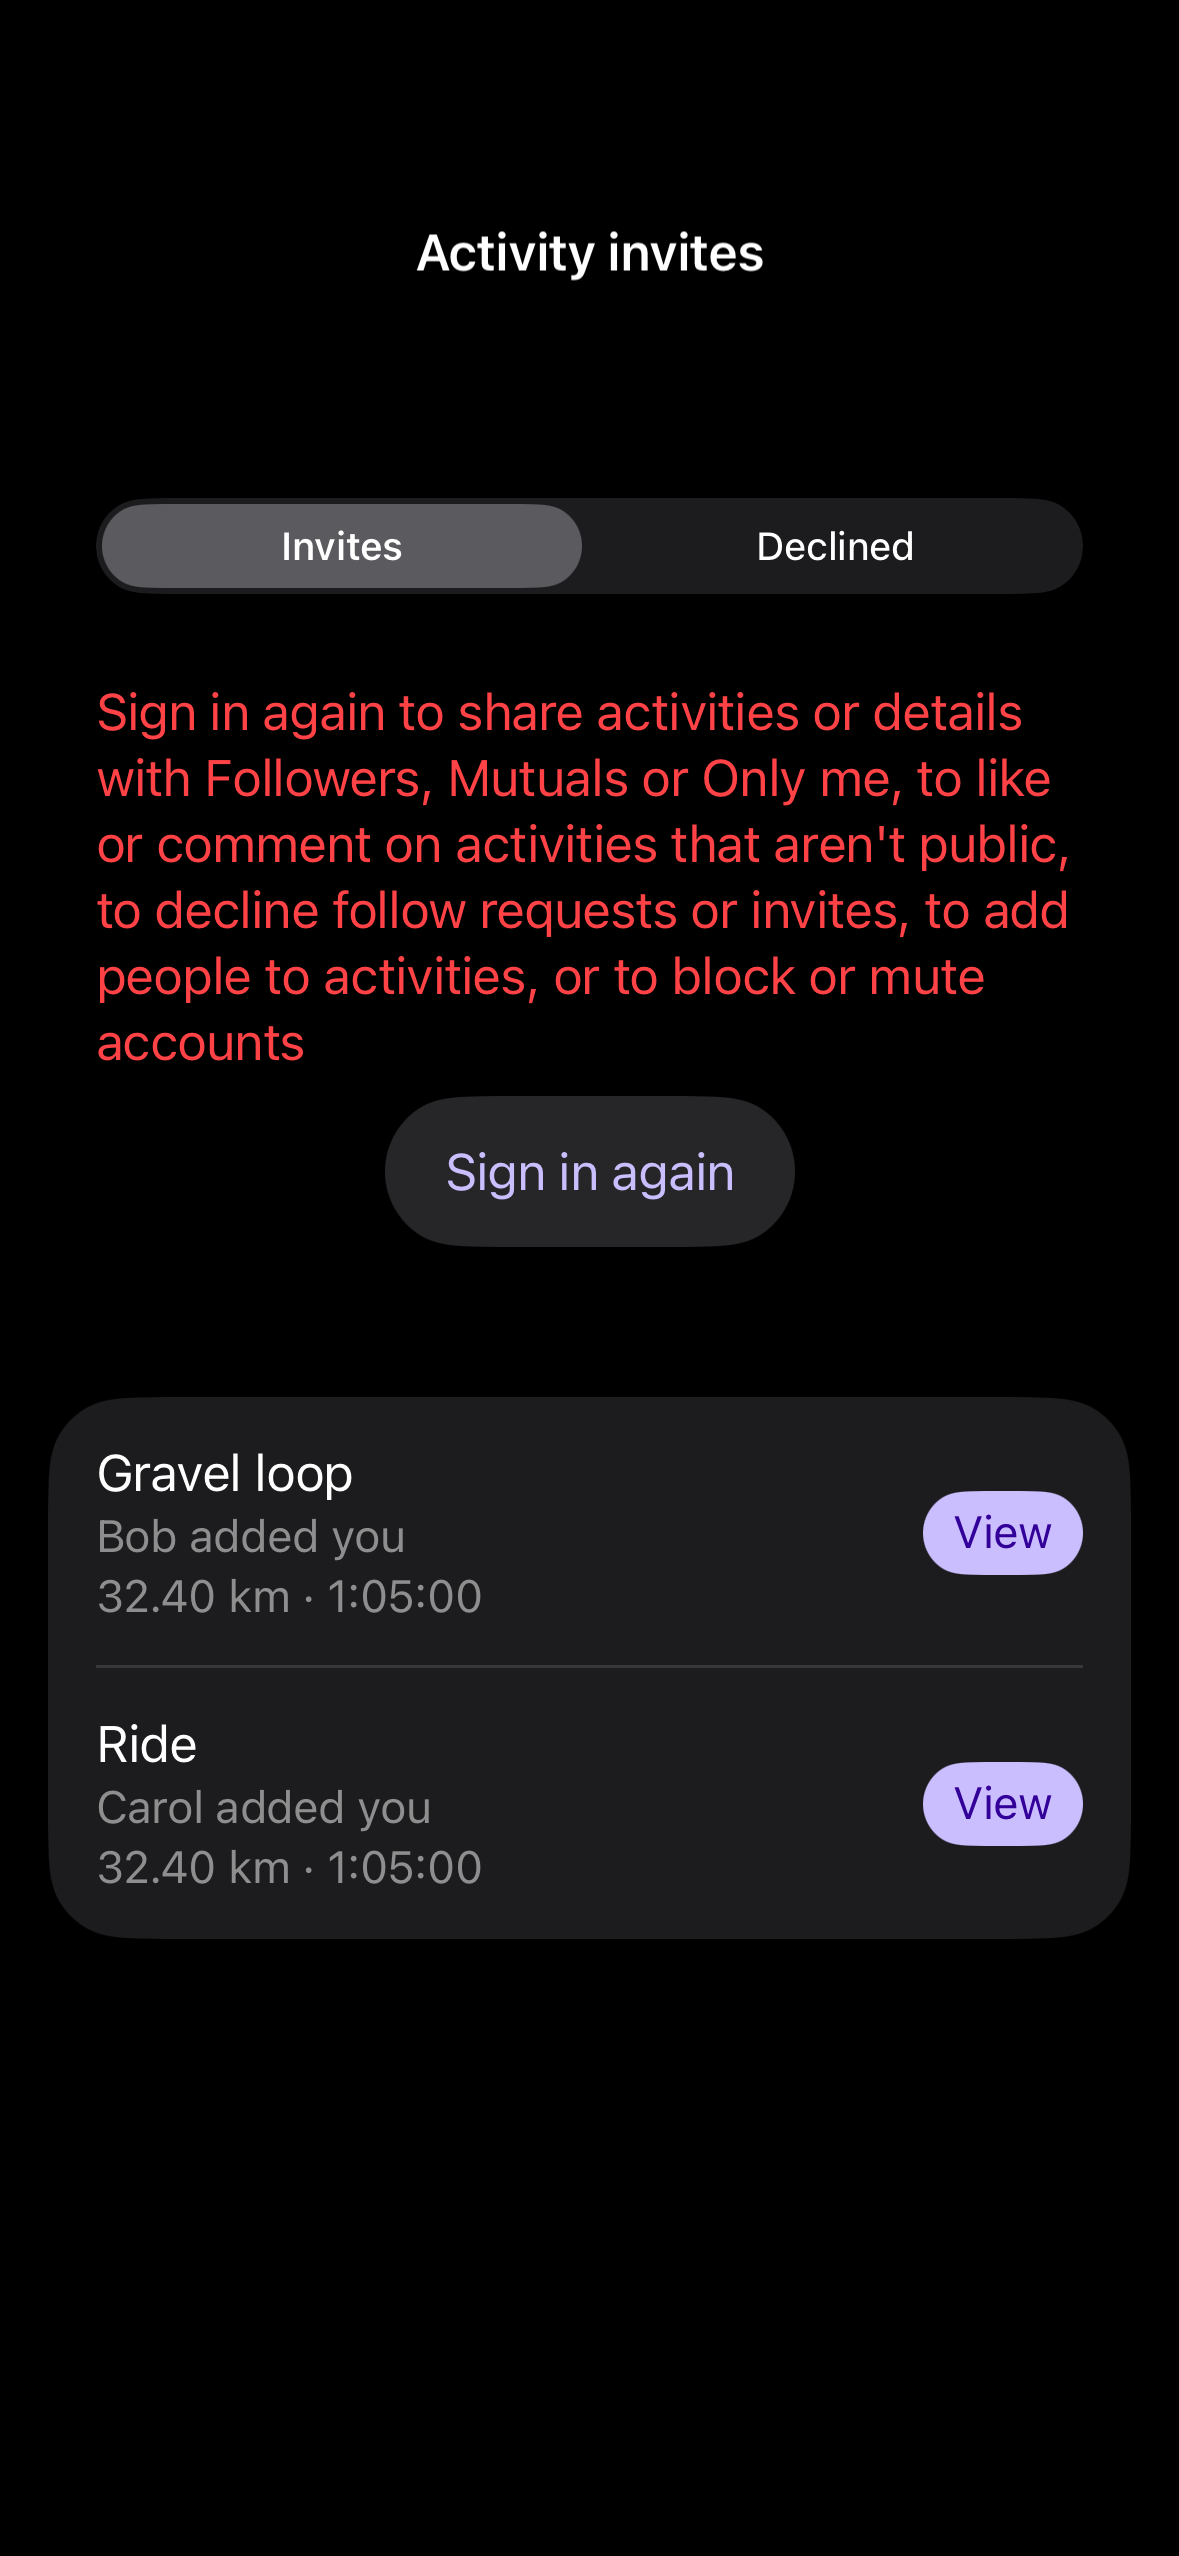 Activity invites
Invites
Declined
Sign in again to share activities or details
with Followers, Mutuals or Only me, to like
or comment on activities that aren't public,
to decline follow requests or invites, to add
people to activities, or to block or mute
accounts
Sign in again
Gravel loop
Bob added you
32.40 km · 1:05:00
View
Ride
Carol added you
32.40 km · 1:05:00
View